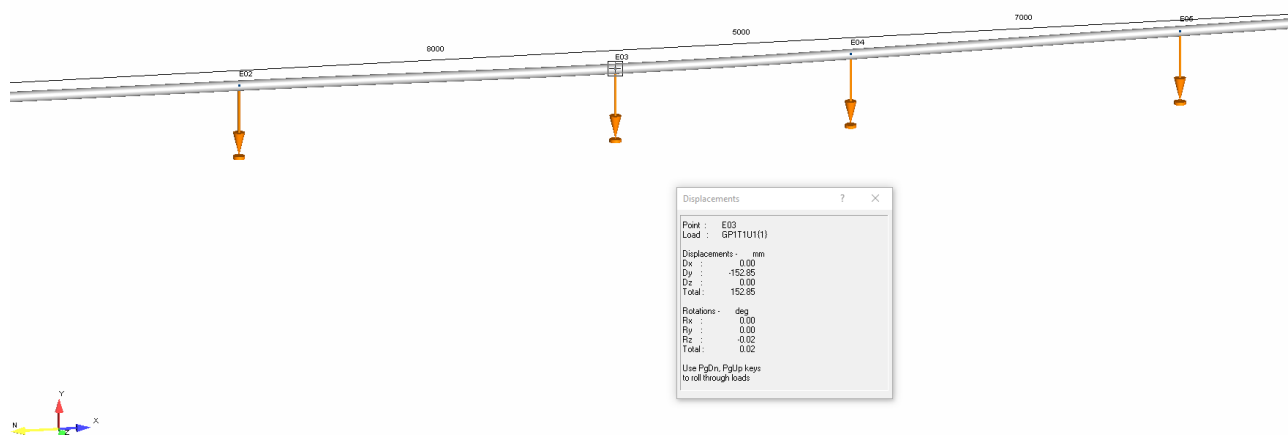 7000
E05
5000
E04
8000
E03
E02
Displacements ? ×
Point : E03
Load : GP1T1U1{1}
Displacements - mm
Dx : 0.00
Dy : -152.85
Dz : 0.00
Total : 152.85
Rotations - deg
Rx : 0.00
Ry : 0.00
Rz : -0.02
Total : 0.02
Use PgDn, PgUp keys
to roll through loads
Y
N
X
Z